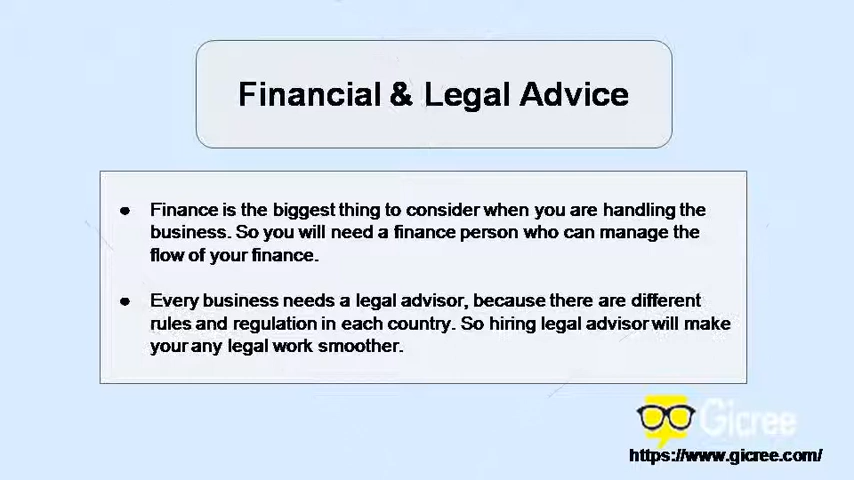 Financial & Legal Advice
● Finance is the biggest thing to consider when you are handling the
business. So you will need a finance person who can manage the
flow of your finance.
● Every business needs a legal advisor, because there are different
rules and regulation in each country. So hiring legal advisor will make
your any legal work smoother.
Gicree
https://www.gicree.com/